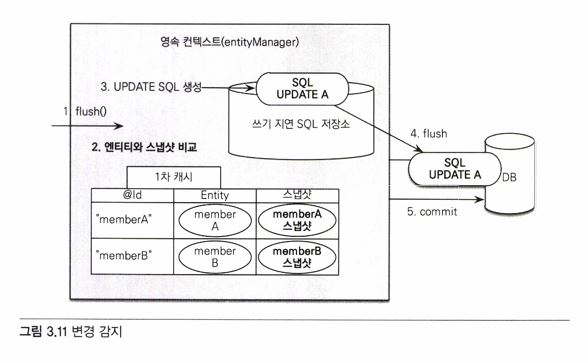 영속 컨텍스트(entityManager)
3. UPDATE SQL 생성
SQL
UPDATE A
1. flush()
쓰기 지연 SQL 저장소
4. flush
2. 엔티티와 스냅샷 비교
SQL
UPDATE A
DB
1차 캐시
@Id
Entity
스냅샷
5. commit
"memberA"
member
A
memberA
스냅샷
"memberB"
member
B
memberB
스냅샷
그림 3.11 변경 감지